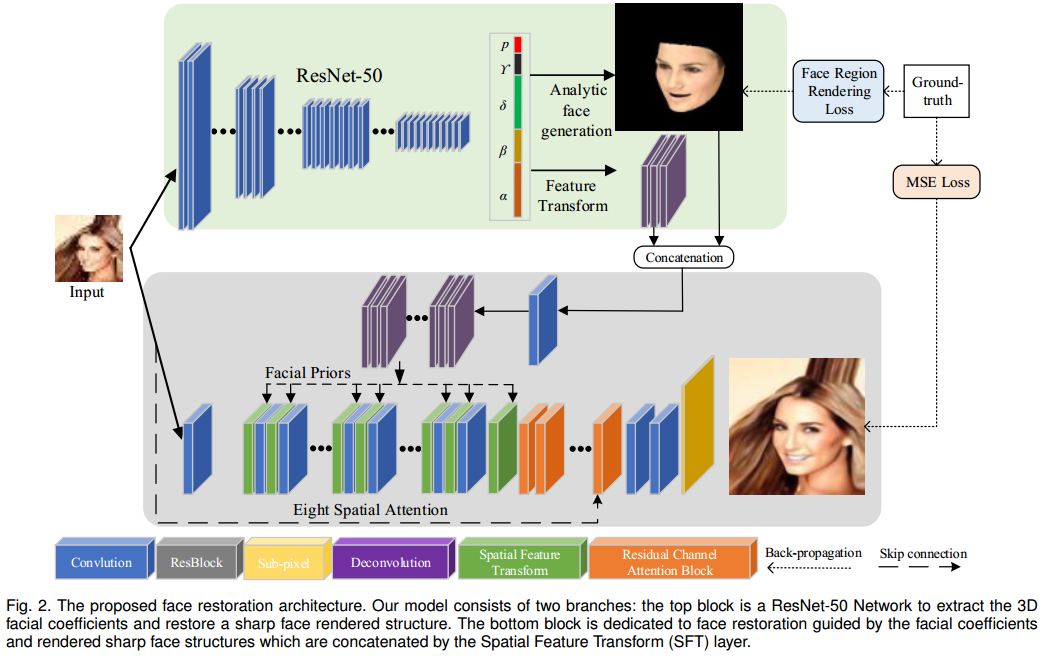 ResNet-50
p
ϒ
δ
β
α
Analytic
face
generation
Feature
Transform
Face Region
Rendering
Loss
Ground-
truth
MSE Loss
Concatenation
Input
Facial Priors
Eight Spatial Attention
Convlution
ResBlock
Sub-pixel
Deconvolution
Spatial Feature
Transform
Residual Channel
Attention Block
Back-propagation
Skip connection
Fig. 2. The proposed face restoration architecture. Our model consists of two branches: the top block is a ResNet-50 Network to extract the 3D
facial coefficients and restore a sharp face rendered structure. The bottom block is dedicated to face restoration guided by the facial coefficients
and rendered sharp face structures which are concatenated by the Spatial Feature Transform (SFT) layer.